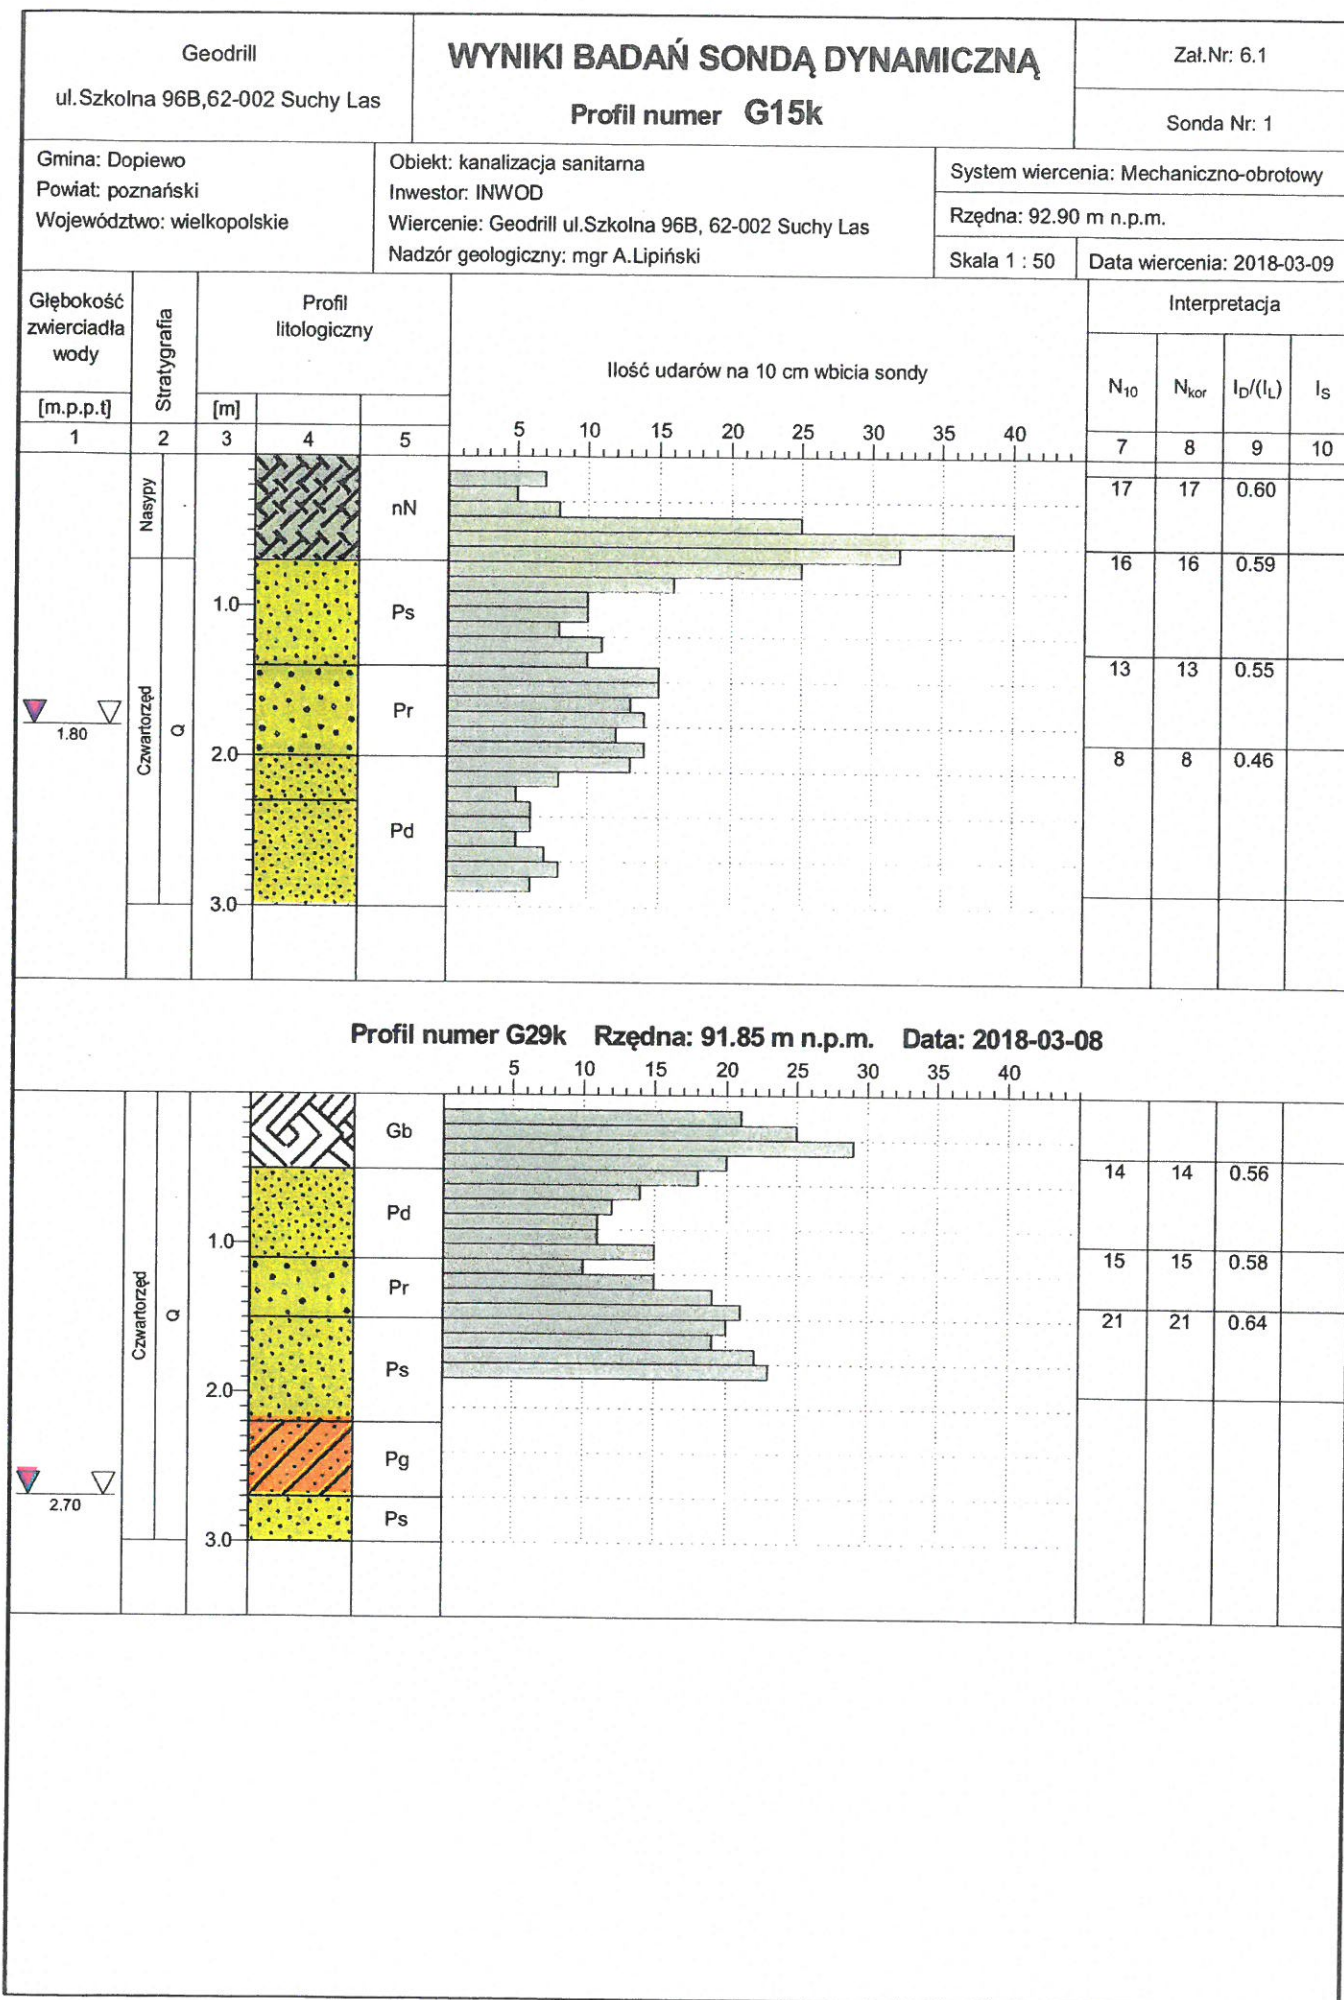 Geodrill
ul.Szkolna 96B,62-002 Suchy Las
WYNIKI BADAŃ SONDĄ DYNAMICZNĄ
Profil numer G15k
Zał.Nr: 6.1
Sonda Nr: 1
Gmina: Dopiewo
Powiat: poznański
Województwo: wielkopolskie
Obiekt: kanalizacja sanitarna
Inwestor: INWOD
Wiercenie: Geodrill ul.Szkolna 96B, 62-002 Suchy Las
Nadzór geologiczny: mgr A.Lipiński
System wiercenia: Mechaniczno-obrotowy
Rzędna: 92.90 m n.p.m.
Skala 1 : 50
Data wiercenia: 2018-03-09
Głębokość
zwierciadła
wody
[m.p.p.t]
Stratygrafia
Profil
litologiczny
[m]
Ilość udarów na 10 cm wbicia sondy
Interpretacja
N10 Nkor ID/(IL) IS
1 2 3 4 5
5 10 15 20 25 30 35 40
7 8 9 10
Nasypy
nN
17 17 0.60
16 16 0.59
1.0
Ps
13 13 0.55
Czwartorzęd
Q
Pr
1.80
2.0
8 8 0.46
Pd
3.0
Profil numer G29k Rzędna: 91.85 m n.p.m. Data: 2018-03-08
5 10 15 20 25 30 35 40
Gb
14 14 0.56
Pd
1.0
15 15 0.58
Pr
Czwartorzęd
Q
21 21 0.64
Ps
2.0
Pg
2.70
Ps
3.0